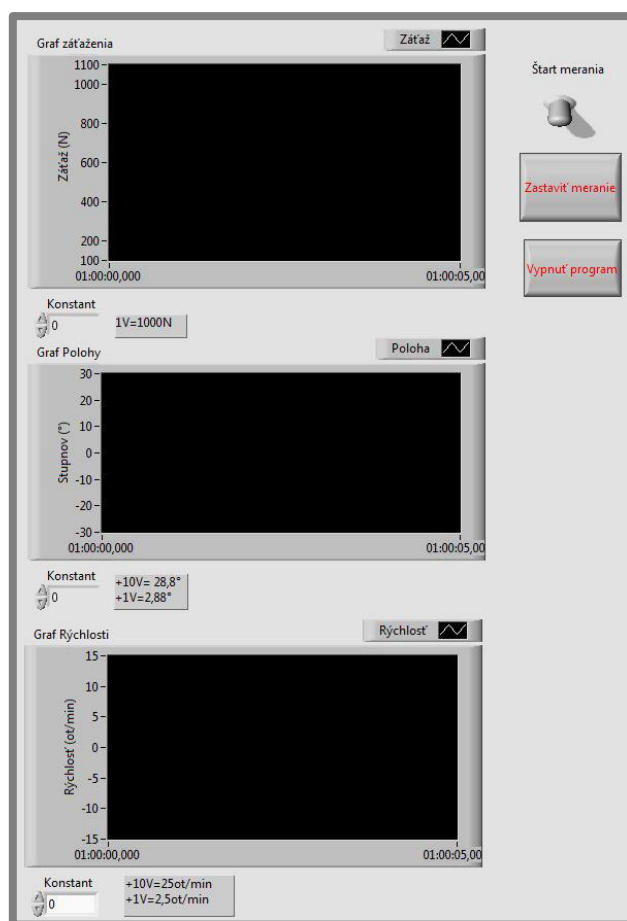 Graf záťaženia
Záťaž
Štart merania
Záťaž (N)
1100
1000
800
600
400
200
100
01:00:00,000
01:00:05,00
Zastaviť meranie
Vypnuť program
Konstant
0
1V=1000N
Graf Polohy
Poloha
Stupnov (°)
30
20
10
0
-10
-20
-30
01:00:00,000
01:00:05,00
Konstant
0
+10V= 28,8°
+1V=2,88°
Graf Rýchlosti
Rýchlosť
Rýchlosť (ot/min)
15
10
5
0
-5
-10
-15
01:00:00,000
01:00:05,00
Konstant
0
+10V=25ot/min
+1V=2,5ot/min